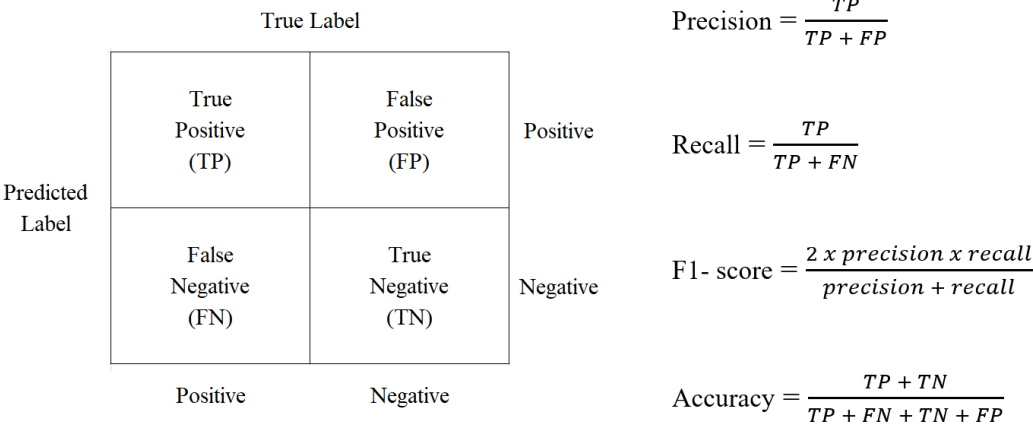 True Label
True
Positive
(TP)
False
Positive
(FP)
Positive
Predicted
Label
False
Negative
(FN)
True
Negative
(TN)
Negative
Positive
Negative
Precision = TP / TP + FP
Recall = TP / TP + FN
F1- score = 2 x precision x recall / precision + recall
Accuracy = TP + TN / TP + FN + TN + FP